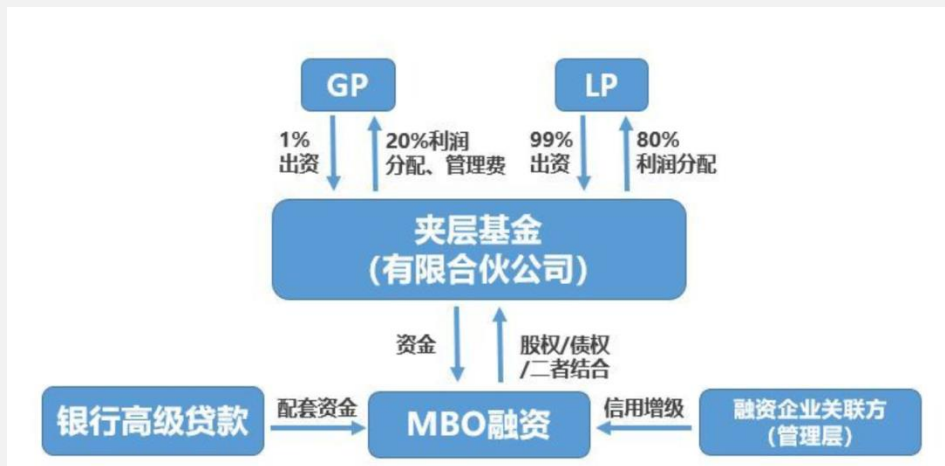 GP
LP
1%
出资
20%利润
分配、管理费
99%
出资
80%
利润分配
夹层基金
(有限合伙公司)
资金
股权/债权
/二者结合
银行高级贷款
配套资金
MBO融资
信用增级
融资企业关联方
(管理层)